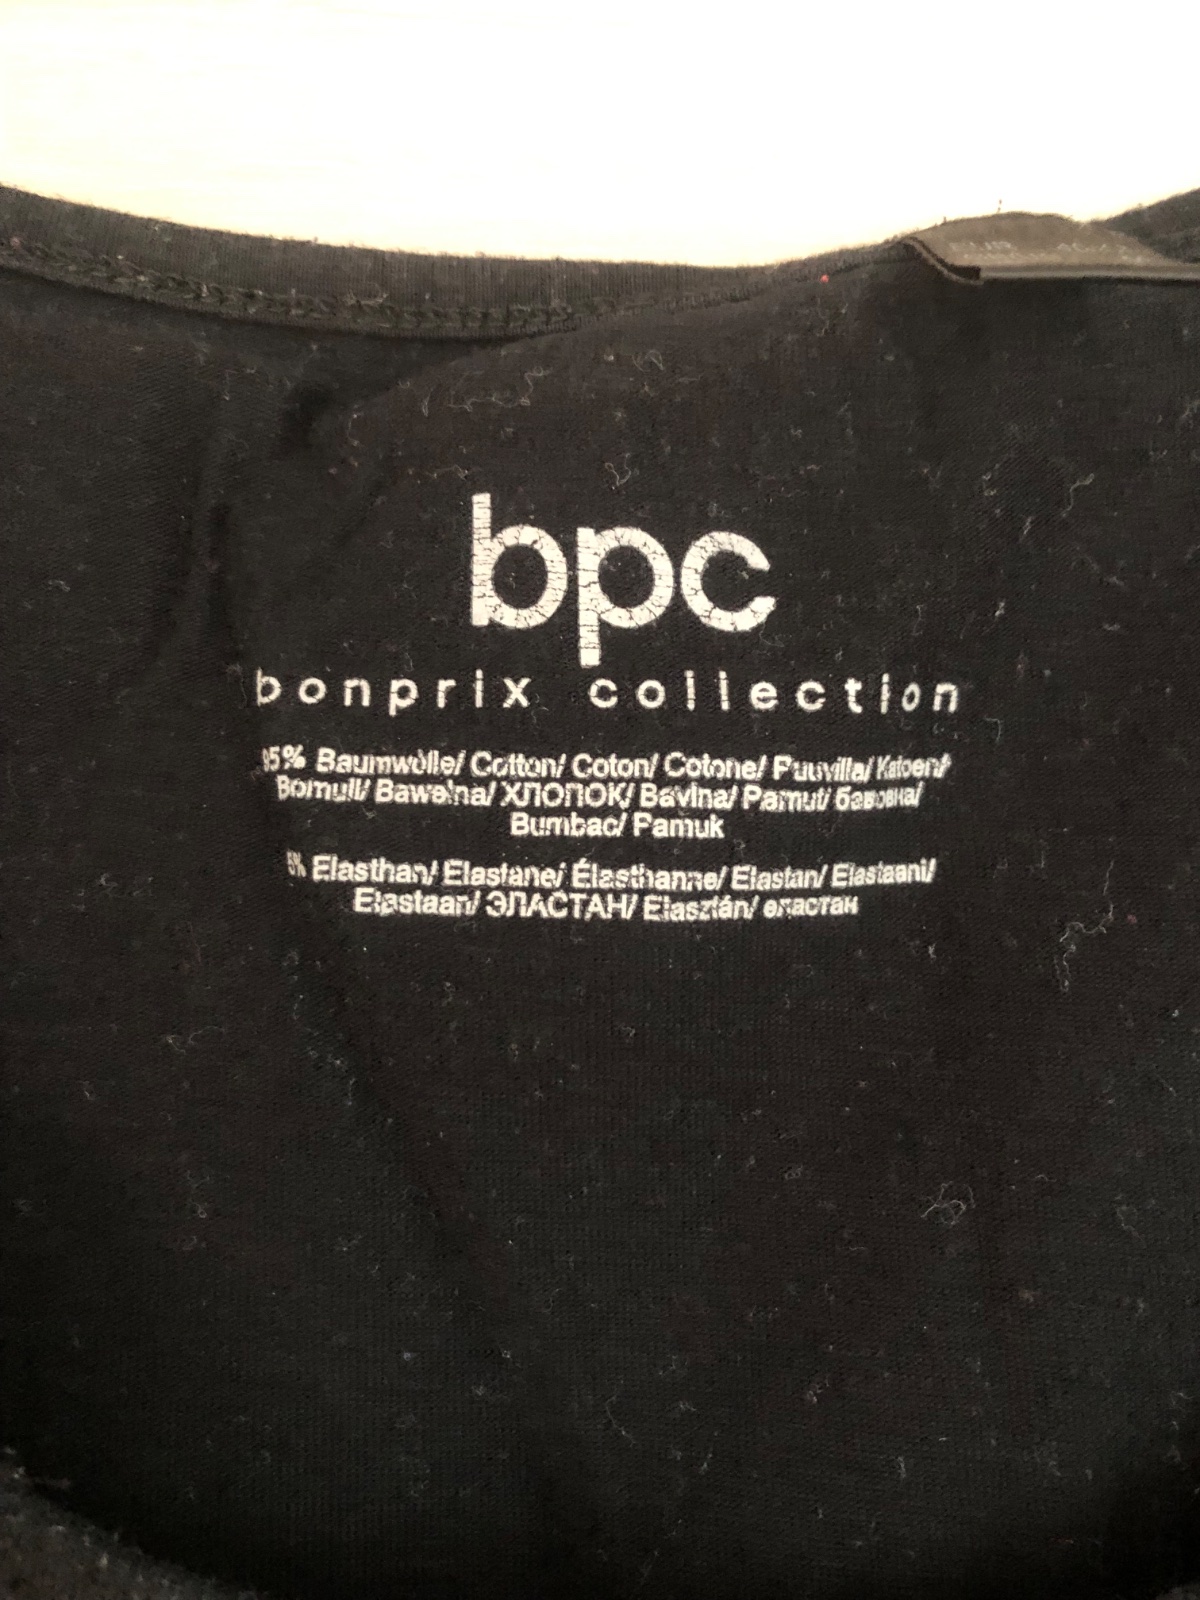 bpc
bonprix collection
95% Baumwolle/ Cotton/ Coton/ Cotone/ Puuvilla/ Katoen/
Bomull/ Bawełna/ ХЛОПОК/ Bavlna/ Pamut/ бавовна/
Bumbac/ Pamuk
5% Elasthan/ Elastane/ Élasthanne/ Elastan/ Elastaani/
Elastaan/ ЭЛАСТАН/ Elasztán/ еластан